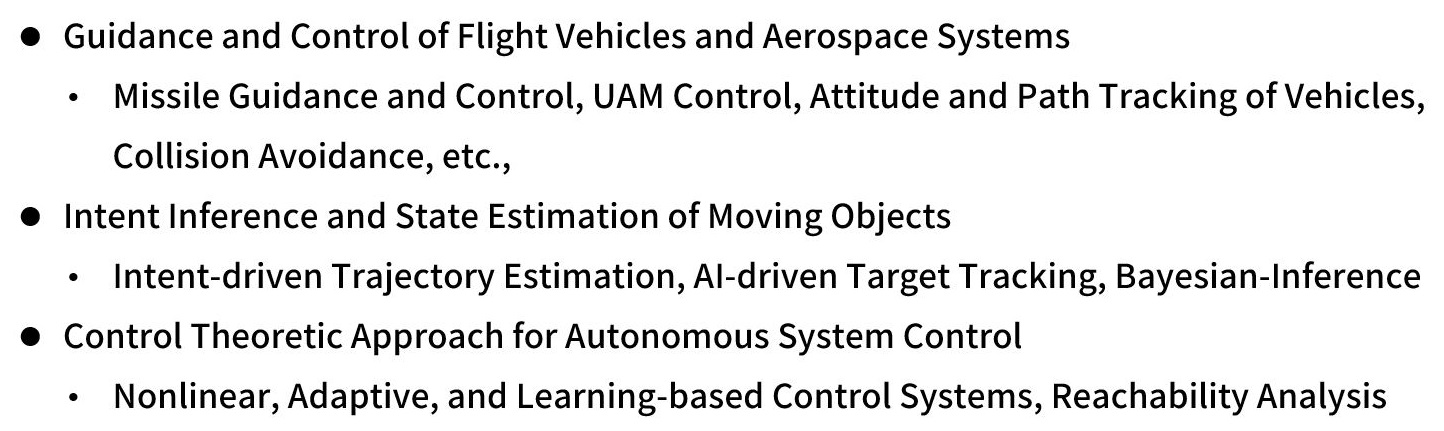 ● Guidance and Control of Flight Vehicles and Aerospace Systems
• Missile Guidance and Control, UAM Control, Attitude and Path Tracking of Vehicles,
Collision Avoidance, etc.,
● Intent Inference and State Estimation of Moving Objects
• Intent-driven Trajectory Estimation, AI-driven Target Tracking, Bayesian-Inference
● Control Theoretic Approach for Autonomous System Control
• Nonlinear, Adaptive, and Learning-based Control Systems, Reachability Analysis